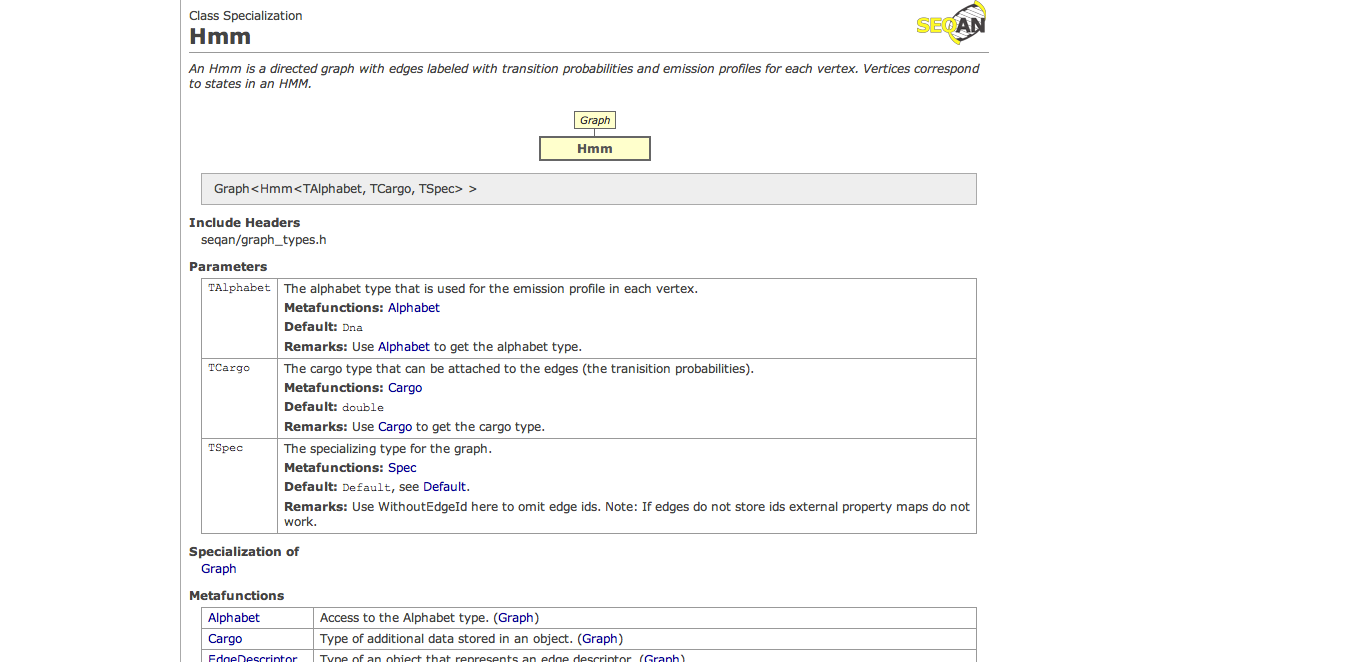 Class Specialization
SEQAN
Hmm
An Hmm is a directed graph with edges labeled with transition probabilities and emission profiles for each vertex. Vertices correspond
to states in an HMM.
Graph
Hmm
Graph<Hmm<TAlphabet, TCargo, TSpec> >
Include Headers
seqan/graph_types.h
Parameters
TAlphabet The alphabet type that is used for the emission profile in each vertex.
Metafunctions: Alphabet
Default: Dna
Remarks: Use Alphabet to get the alphabet type.
TCargo The cargo type that can be attached to the edges (the tranisition probabilities).
Metafunctions: Cargo
Default: double
Remarks: Use Cargo to get the cargo type.
TSpec The specializing type for the graph.
Metafunctions: Spec
Default: Default, see Default.
Remarks: Use WithoutEdgeId here to omit edge ids. Note: If edges do not store ids external property maps do not
work.
Specialization of
Graph
Metafunctions
Alphabet Access to the Alphabet type. (Graph)
Cargo Type of additional data stored in an object. (Graph)
EdgeDescriptor Type of an object that represents an edge descriptor. (Graph)